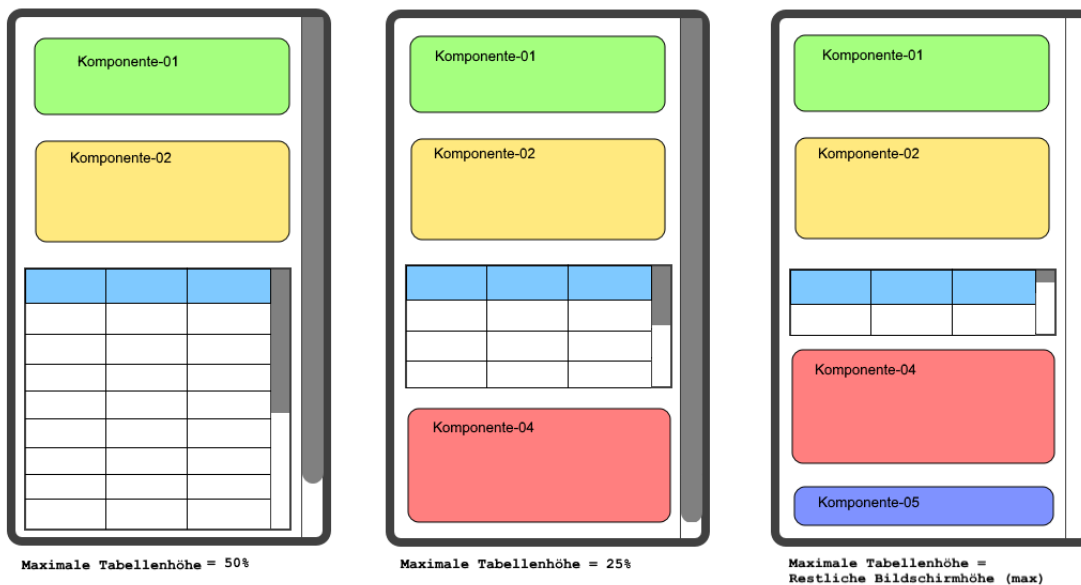 Komponente-01
Komponente-02
Maximale Tabellenhöhe = 50%
Komponente-01
Komponente-02
Komponente-04
Maximale Tabellenhöhe = 25%
Komponente-01
Komponente-02
Komponente-04
Komponente-05
Maximale Tabellenhöhe =
Restliche Bildschirmhöhe (max)